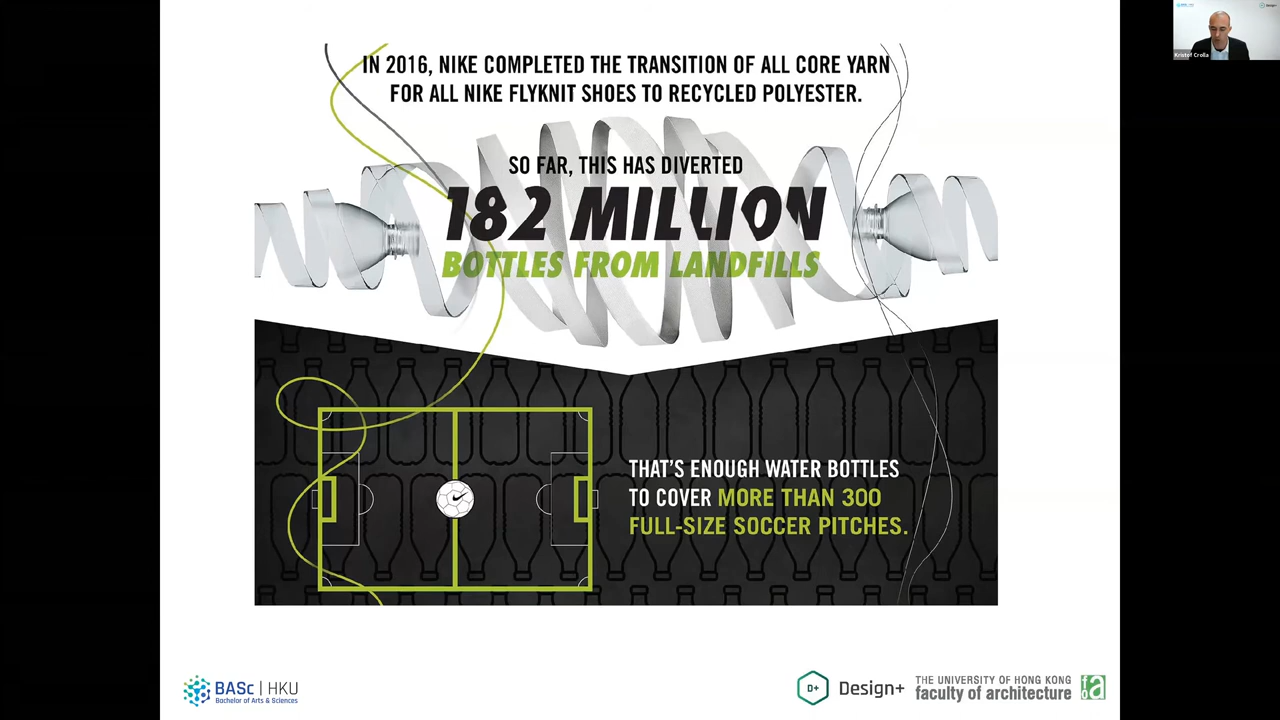 IN 2016, NIKE COMPLETED THE TRANSITION OF ALL CORE YARN
FOR ALL NIKE FLYKNIT SHOES TO RECYCLED POLYESTER.
SO FAR, THIS HAS DIVERTED
182 MILLION
BOTTLES FROM LANDFILLS
THAT'S ENOUGH WATER BOTTLES
TO COVER MORE THAN 300
FULL-SIZE SOCCER PITCHES.
BASc | HKU
Bachelor of Arts & Sciences
D+
Design+
THE UNIVERSITY OF HONG KONG
faculty of architecture
Kristof Crolla